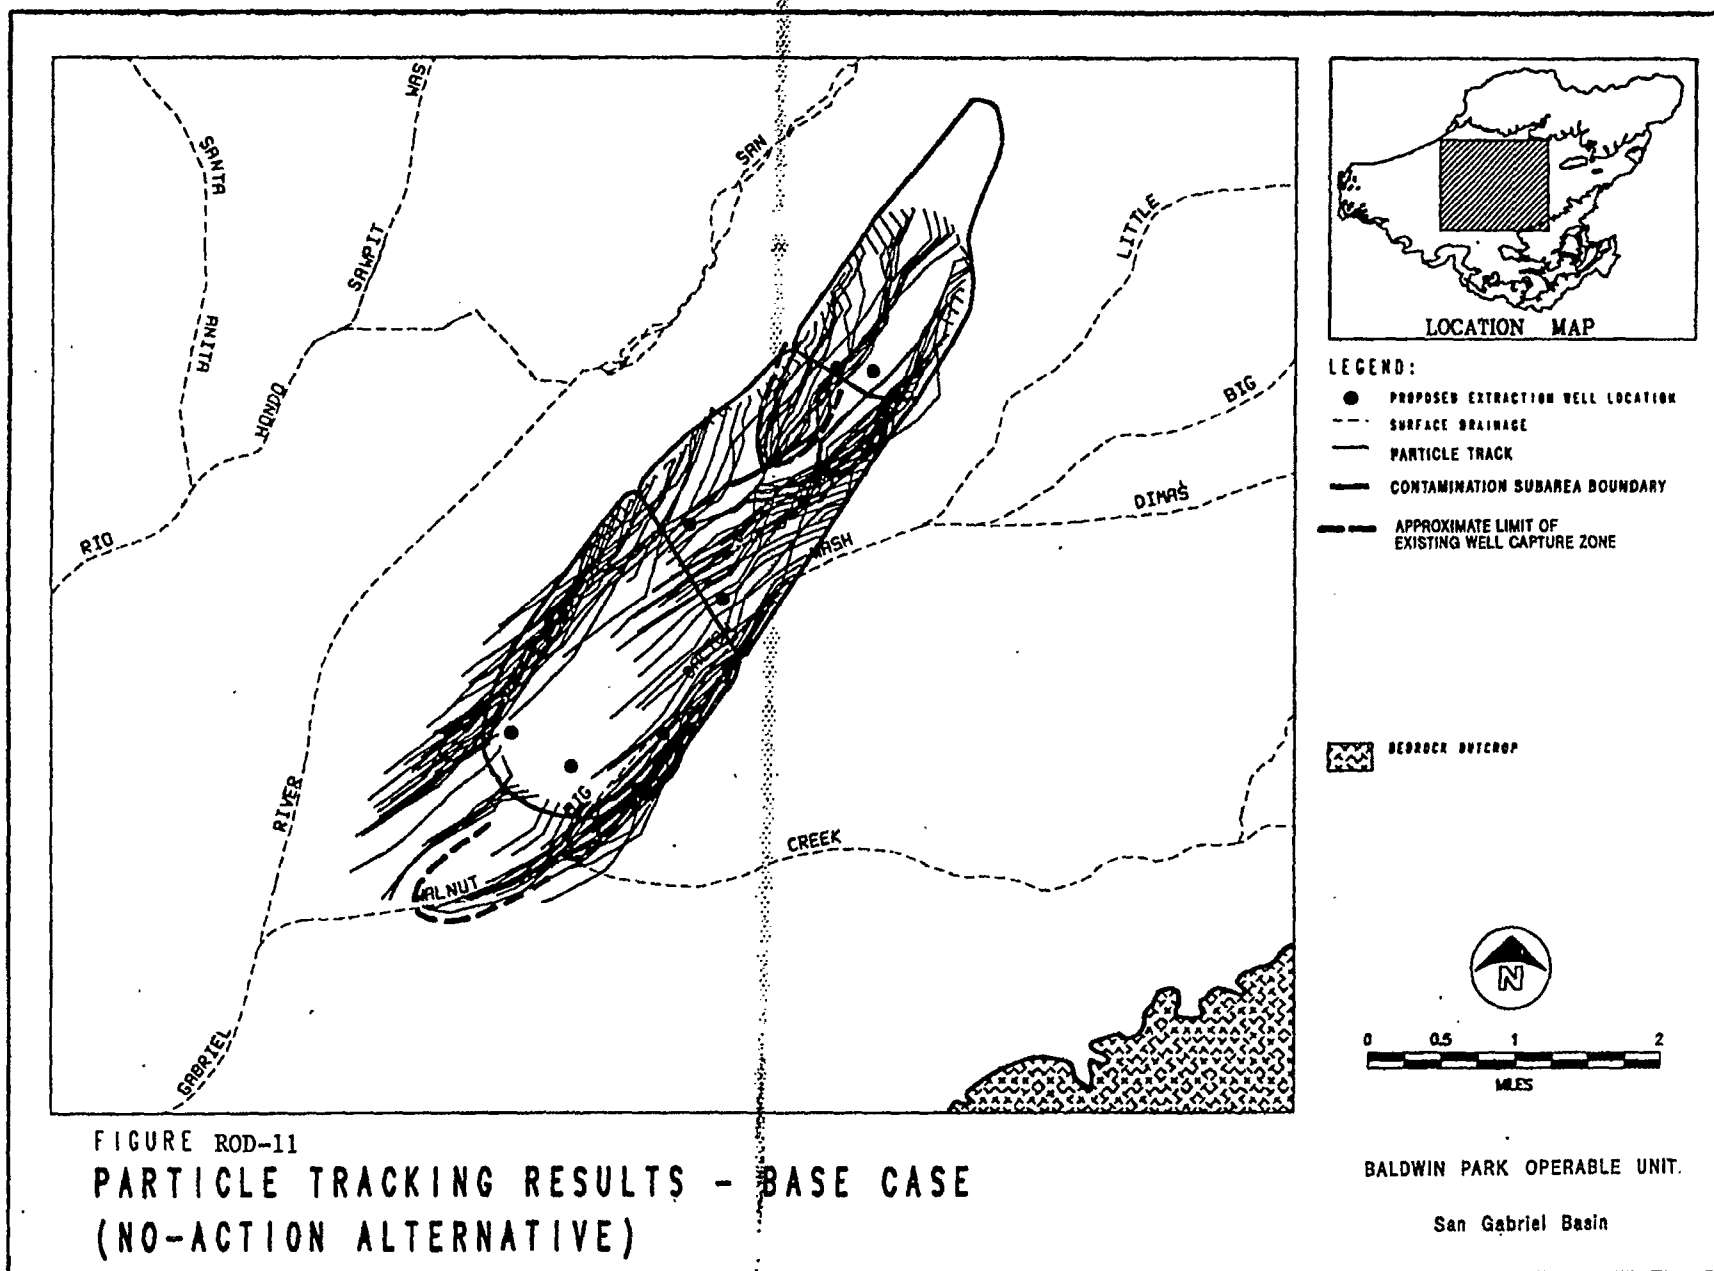 WAS
SAN
SANTA
SAWPIT
LITTLE
ANITA
RONDO
BIG
DIMAS
RIO
WASH
RIVER
BIG
CREEK
ALNUT
GABRIEL
LOCATION MAP
LEGEND:
PROPOSED EXTRACTION WELL LOCATION
SURFACE DRAINAGE
PARTICLE TRACK
CONTAMINATION SUBAREA BOUNDARY
APPROXIMATE LIMIT OF
EXISTING WELL CAPTURE ZONE
BEDROCK OUTCROP
N
0 0.5 1 2
MILES
FIGURE ROD-11
PARTICLE TRACKING RESULTS - BASE CASE
(NO-ACTION ALTERNATIVE)
BALDWIN PARK OPERABLE UNIT.
San Gabriel Basin